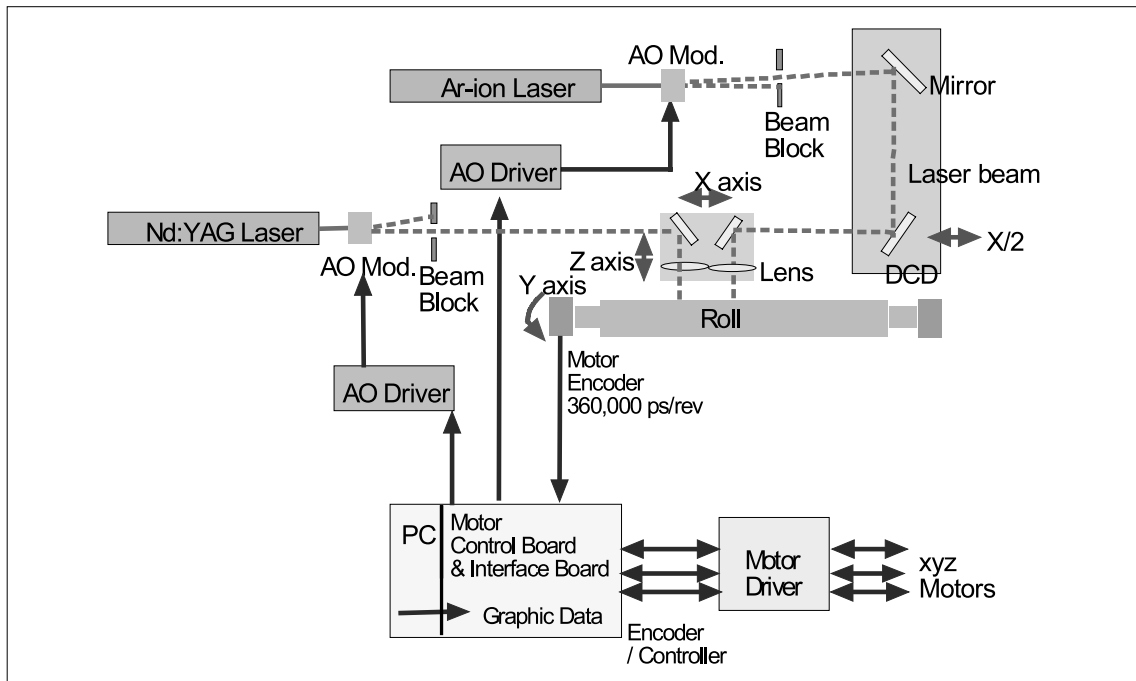 AO Mod.
Ar-ion Laser
Mirror
Beam
Block
AO Driver
X axis
Laser beam
Nd:YAG Laser
X/2
Z axis
Lens
DCD
AO Mod.
Beam
Block
Y axis
Roll
Motor
Encoder
360,000 ps/rev
AO Driver
PC
Motor
Control Board
& Interface Board
Graphic Data
Motor
Driver
xyz
Motors
Encoder
/ Controller